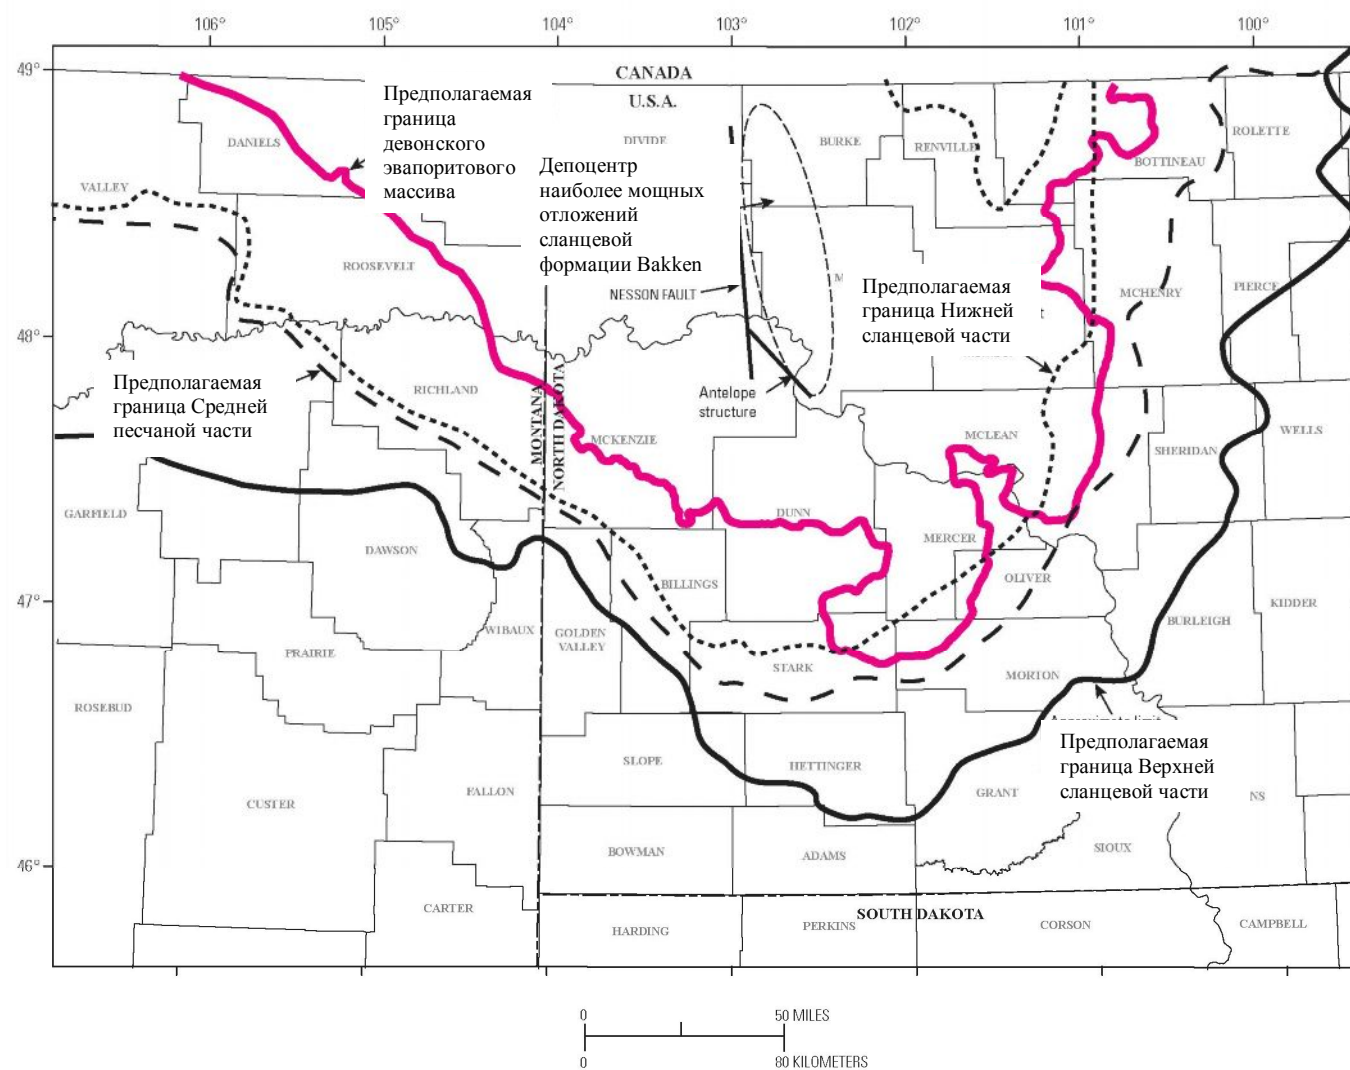 106°
105°
104°
103°
102°
101°
100°
49°
48°
47°
46°
CANADA
U.S.A.
Предполагаемая
граница
девонского
эвапоритового
массива
Депоцентр
наиболее мощных
отложений
сланцевой
формации Bakken
NESSON FAULT
Предполагаемая
граница Нижней
сланцевой части
Предполагаемая
граница Средней
песчаной части
Antelope
structure
MONTANA
NORTH DAKOTA
DANIELS
DIVIDE
BURKE
RENVILLE
BOTTINEAU
ROLETTE
VALLEY
ROOSEVELT
MCHENRY
PIERCE
RICHLAND
MCKENZIE
MCLEAN
SHERIDAN
WELLS
GARFIELD
DAWSON
DUNN
MERCER
OLIVER
BILLINGS
BURLEIGH
KIDDER
WIBAUX
GOLDEN
VALLEY
PRAIRIE
STARK
MORTON
ROSEBUD
Предполагаемая
граница Верхней
сланцевой части
SLOPE
HETTINGER
GRANT
NS
CUSTER
FALLON
BOWMAN
ADAMS
SIOUX
CARTER
SOUTH DAKOTA
HARDING
PERKINS
CORSON
CAMPBELL
0
50 MILES
0
80 KILOMETERS